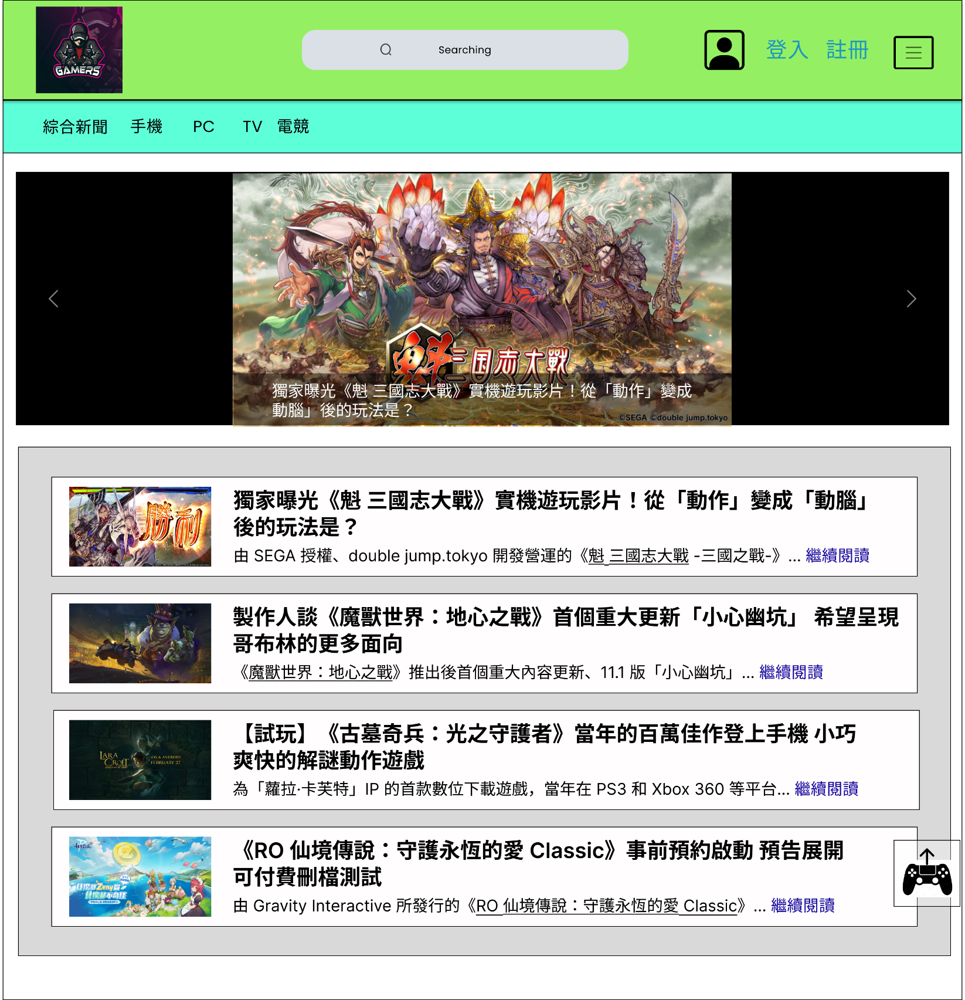 GAMERS
Searching
登入 註冊
綜合新聞 手機 PC TV 電競
魁 三国志大戦
獨家曝光《魁 三國志大戰》實機遊玩影片！從「動作」變成
動腦」後的玩法是？
©SEGA ©double jump.tokyo
勝利
獨家曝光《魁 三國志大戰》實機遊玩影片！從「動作」變成「動腦」
後的玩法是？
由 SEGA 授權、double jump.tokyo 開發營運的《魁 三國志大戰 -三國之戰-》... 繼續閱讀
製作人談《魔獸世界：地心之戰》首個重大更新「小心幽坑」 希望呈現
哥布林的更多面向
《魔獸世界：地心之戰》推出後首個重大內容更新、11.1 版「小心幽坑」... 繼續閱讀
LARA
CROFT
IOS & ANDROID
FEBRUARY 27
【試玩】《古墓奇兵：光之守護者》當年的百萬佳作登上手機 小巧
爽快的解謎動作遊戲
為「蘿拉·卡芙特」IP 的首款數位下載遊戲，當年在 PS3 和 Xbox 360 等平台... 繼續閱讀
什麼都Zeny買
什麼都不奇怪
《RO 仙境傳說：守護永恆的愛 Classic》事前預約啟動 預告展開
可付費刪檔測試
由 Gravity Interactive 所發行的《RO 仙境傳說：守護永恆的愛 Classic》... 繼續閱讀